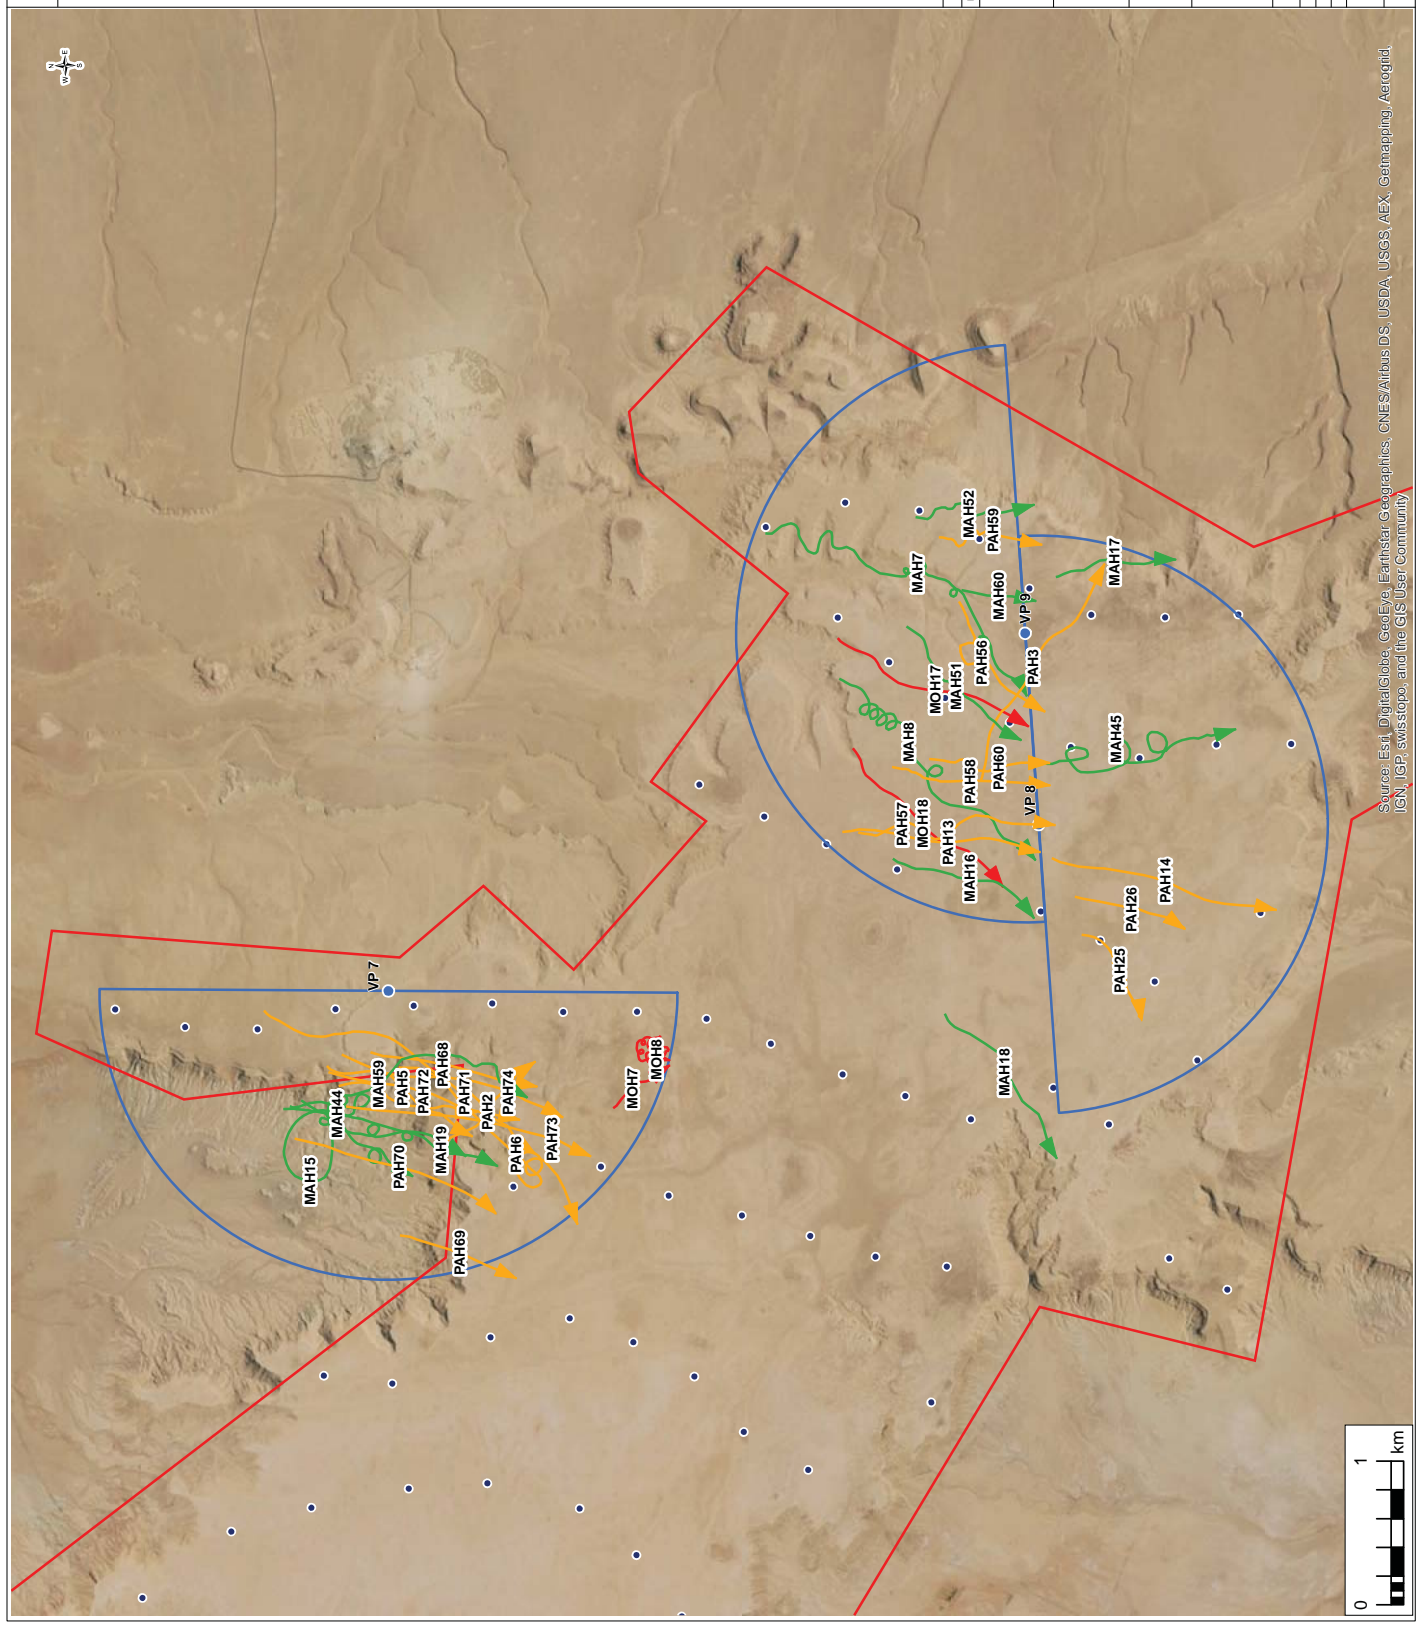 N
E
S
W
VP 7
MAH44
MAH59
PAH5
PAH72
PAH68
PAH71
PAH2
PAH74
MAH15
PAH70
MAH19
PAH6
PAH73
PAH69
MOH7
MOH8
MAH7
MAH52
PAH59
MAH60
VP 9
MAH17
MOH17
MAH51
PAH56
PAH3
MAH8
PAH58
PAH60
MAH45
VP 8
PAH57
MOH18
PAH13
MAH16
PAH14
PAH26
PAH25
MAH18
0
1
km
Source: Esri, DigitalGlobe, GeoEye, Earthstar Geographics, CNES/Airbus DS, USDA, USGS, AEX, Getmapping, Aerogrid,
IGN, IGP, swisstopo, and the GIS User Community